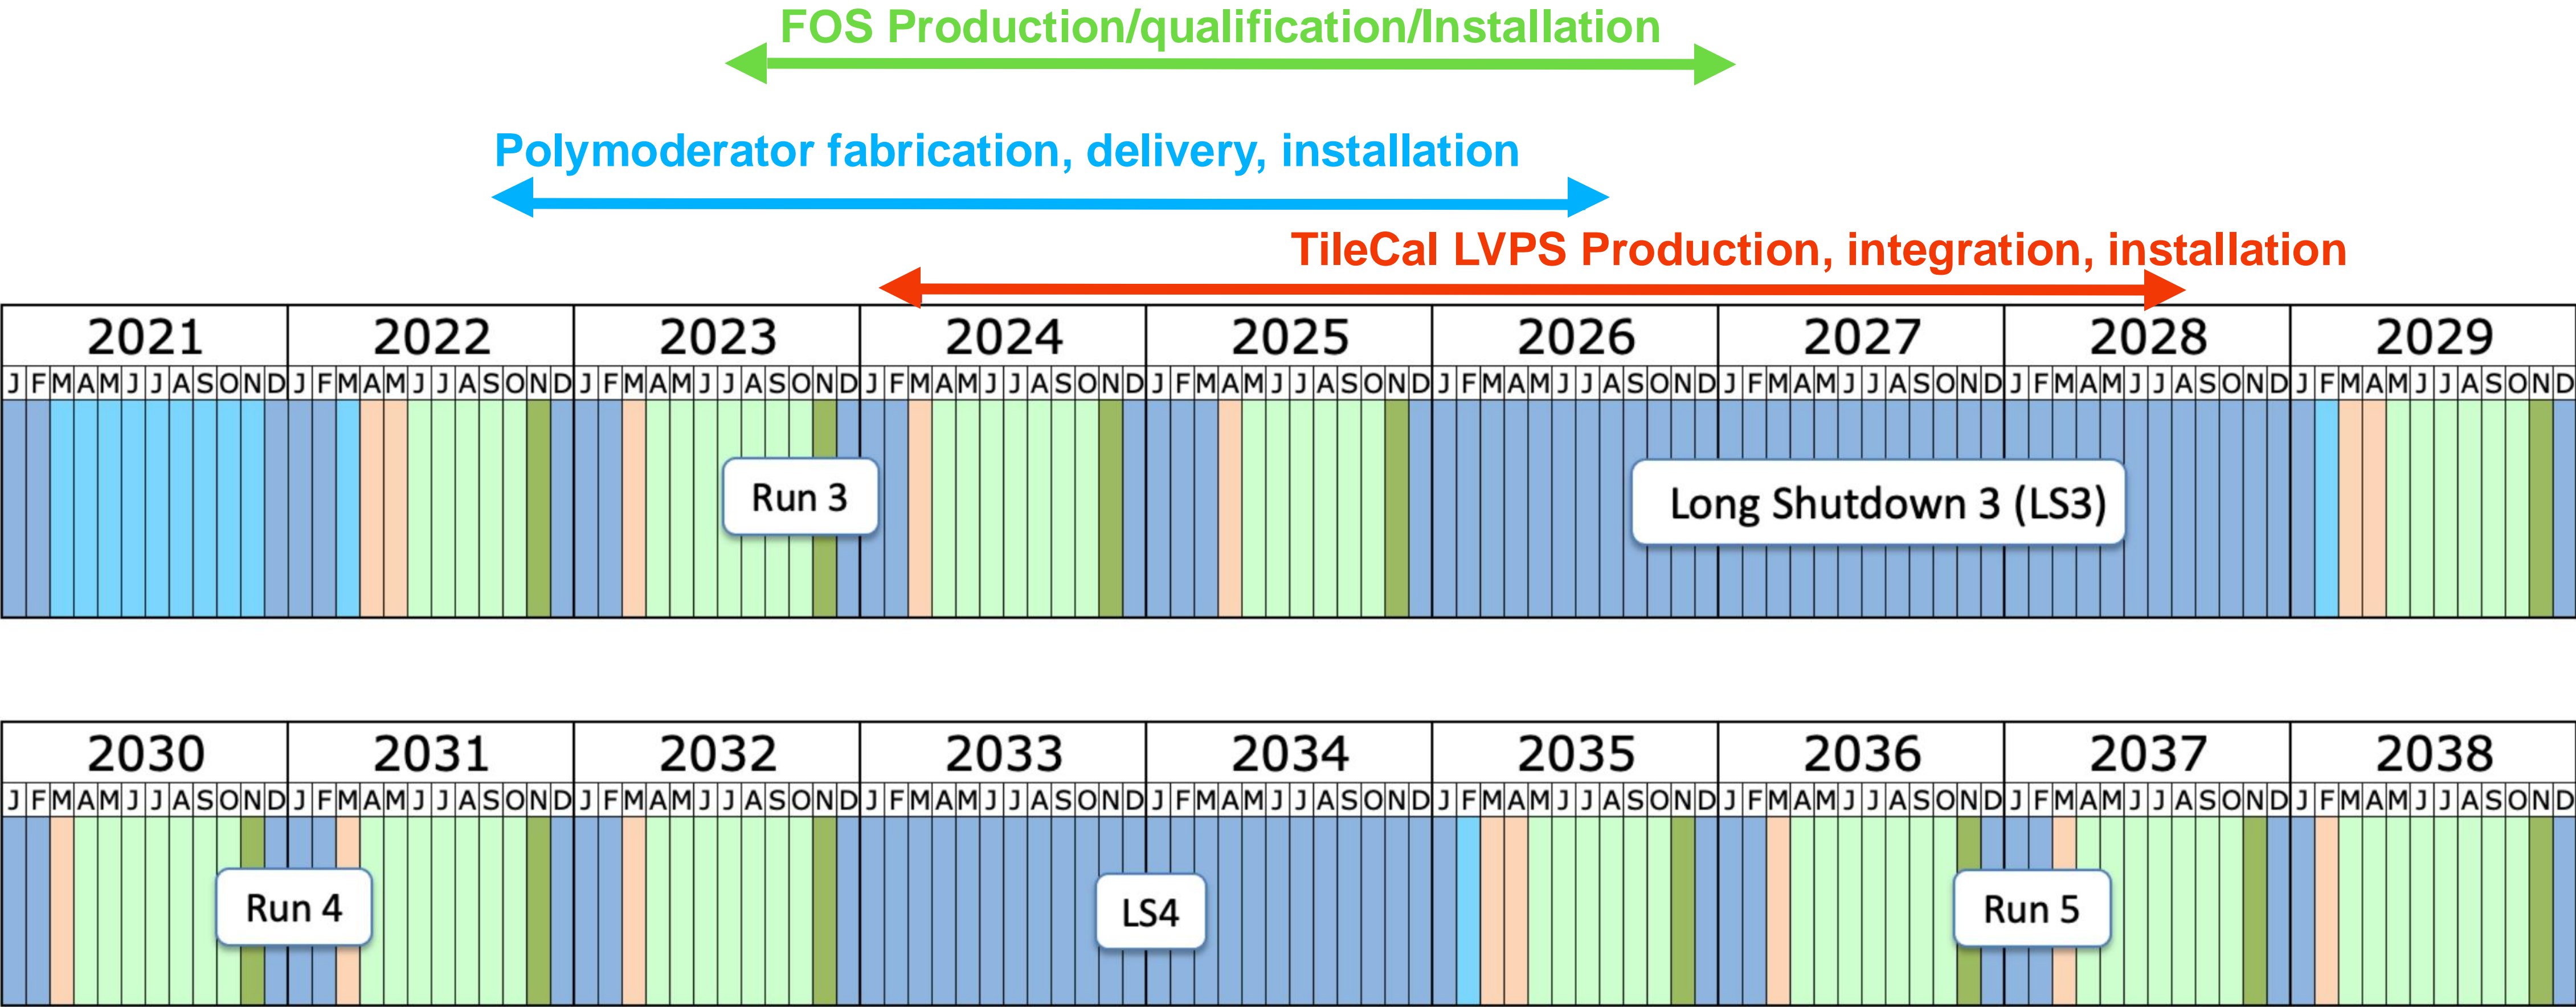 FOS Production/qualification/Installation
Polymoderator fabrication, delivery, installation
TileCal LVPS Production, integration, installation
2021 2022 2023 2024 2025 2026 2027 2028 2029
J F M A M J J A S O N D J F M A M J J A S O N D J F M A M J J A S O N D J F M A M J J A S O N D J F M A M J J A S O N D J F M A M J J A S O N D J F M A M J J A S O N D J F M A M J J A S O N D J F M A M J J A S O N D
Run 3
Long Shutdown 3 (LS3)
2030 2031 2032 2033 2034 2035 2036 2037 2038
J F M A M J J A S O N D J F M A M J J A S O N D J F M A M J J A S O N D J F M A M J J A S O N D J F M A M J J A S O N D J F M A M J J A S O N D J F M A M J J A S O N D J F M A M J J A S O N D J F M A M J J A S O N D
Run 4
LS4
Run 5